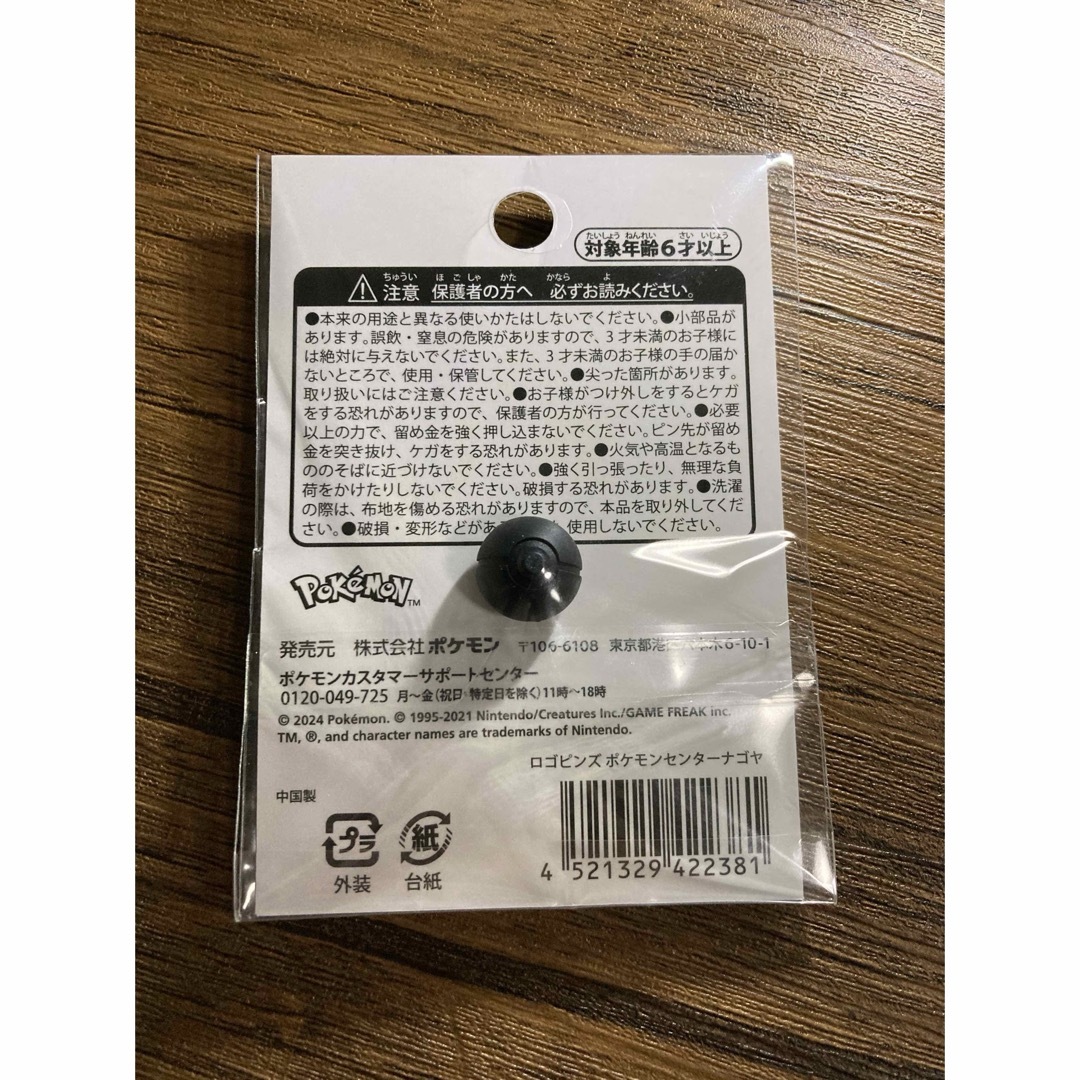 たいしょう ねんれい さい いじょう
対象年齢6才以上
ちゅうい ほごしゃ かた かなら よ
注意 保護者の方へ 必ずお読みください。
●本来の用途と異なる使いかたはしないでください。●小部品が
あります。誤飲・窒息の危険がありますので、3才未満のお子様に
は絶対に与えないでください。また、3才未満のお子様の手の届か
ないところで、使用・保管してください。●尖った箇所があります。
取り扱いにはご注意ください。●お子様がつけ外しをするとケガ
をする恐れがありますので、保護者の方が行ってください。●必要
以上の力で、留め金を強く押し込まないでください。ピン先が留め
金を突き抜け、ケガをする恐れがあります。●火気や高温となるも
ののそばに近づけないでください。●強く引っ張ったり、無理な負
荷をかけたりしないでください。破損する恐れがあります。●洗濯
の際は、布地を傷める恐れがありますので、本品を取り外してくだ
さい。●破損・変形などがあ 使用しないでください。
POKéMON™
発売元 株式会社ポケモン 〒106-6108 東京都港区六本木6-10-1
ポケモンカスタマーサポートセンター
0120-049-725 月～金(祝日・特定日を除く)11時～18時
© 2024 Pokémon. © 1995-2021 Nintendo/Creatures Inc./GAME FREAK inc.
TM, ®, and character names are trademarks of Nintendo.
ロゴピンズ ポケモンセンターナゴヤ
中国製
プラ 紙
外装 台紙
4 521329 422381